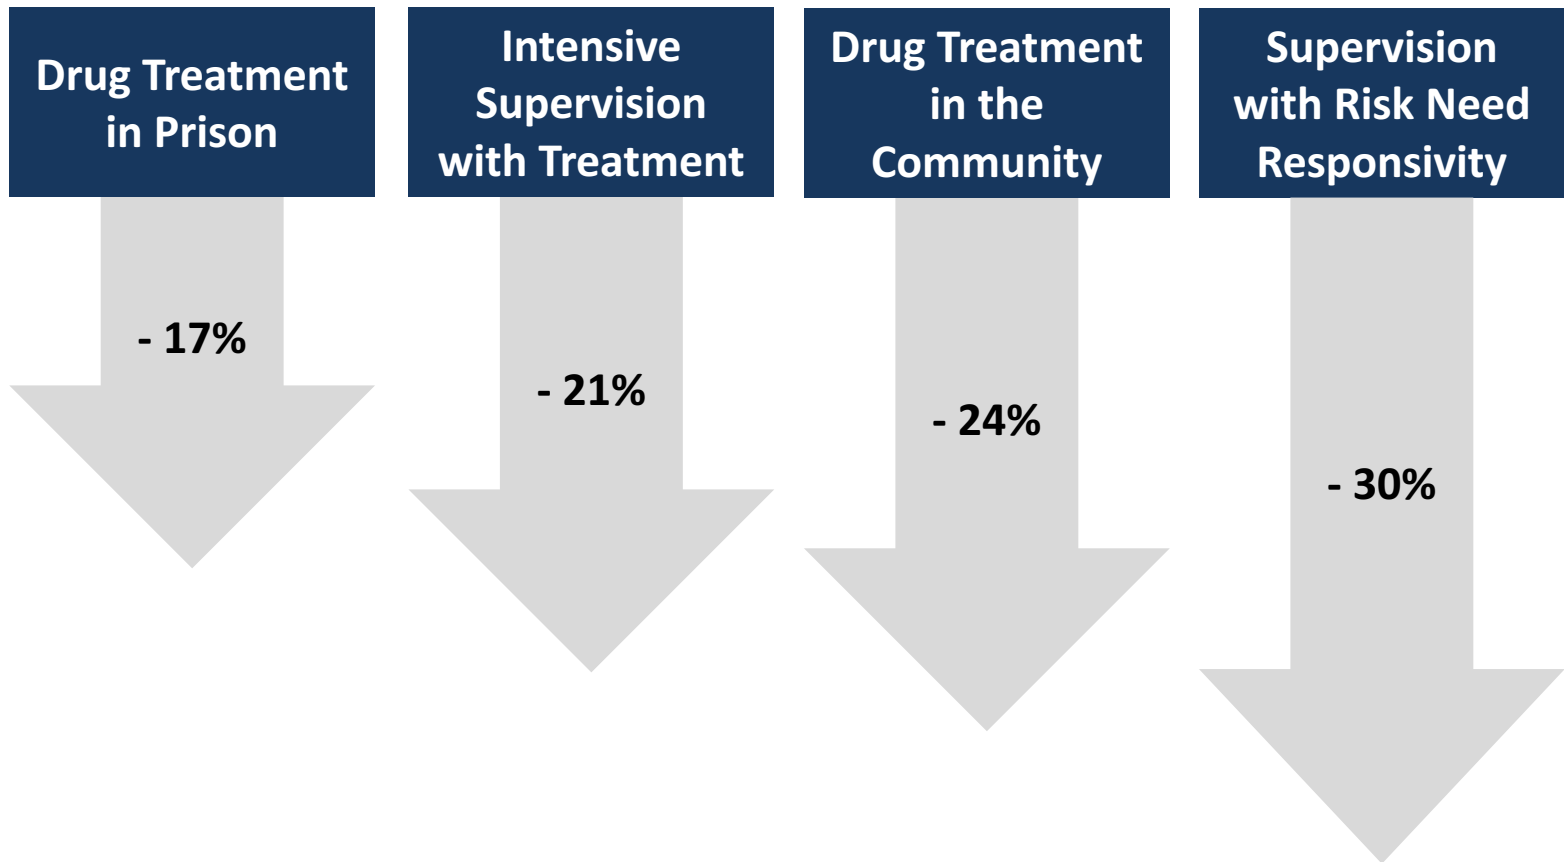 Drug Treatment
in Prison
- 17%
Intensive
Supervision
with Treatment
- 21%
Drug Treatment
in the
Community
- 24%
Supervision
with Risk Need
Responsivity
- 30%